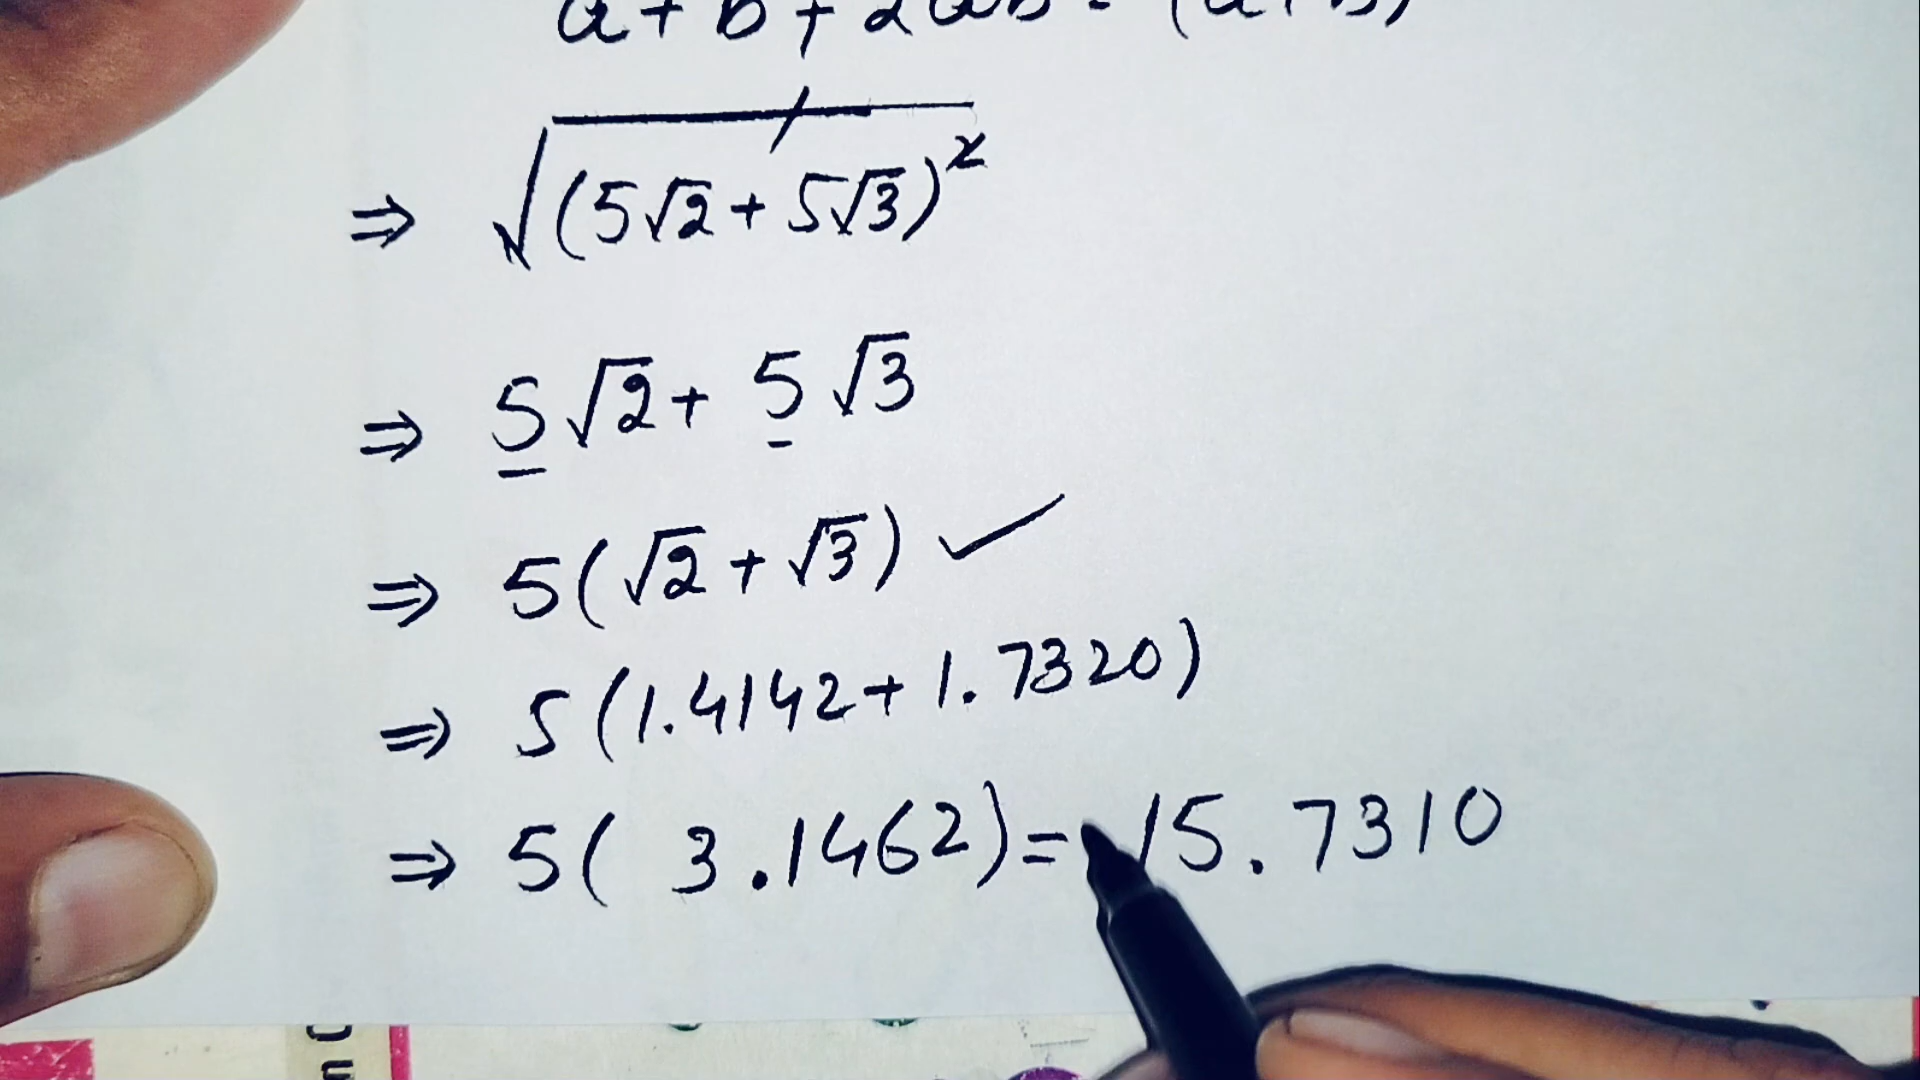 a + b + 2ab = (a+b)
⇒ √(5√2 + 5√3)²
⇒ 5√2 + 5√3
⇒ 5(√2 + √3) ✓
⇒ 5(1.4142 + 1.7320)
⇒ 5( 3.1462) = 15.7310